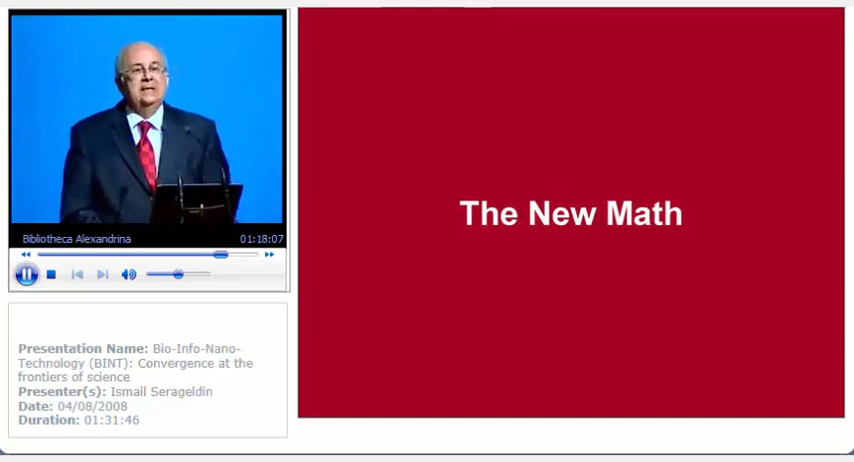 Bibliotheca Alexandrina 01:18:07
Presentation Name: Bio-Info-Nano-
Technology (BINT): Convergence at the
frontiers of science
Presenter(s): Ismail Serageldin
Date: 04/08/2008
Duration: 01:31:46
The New Math